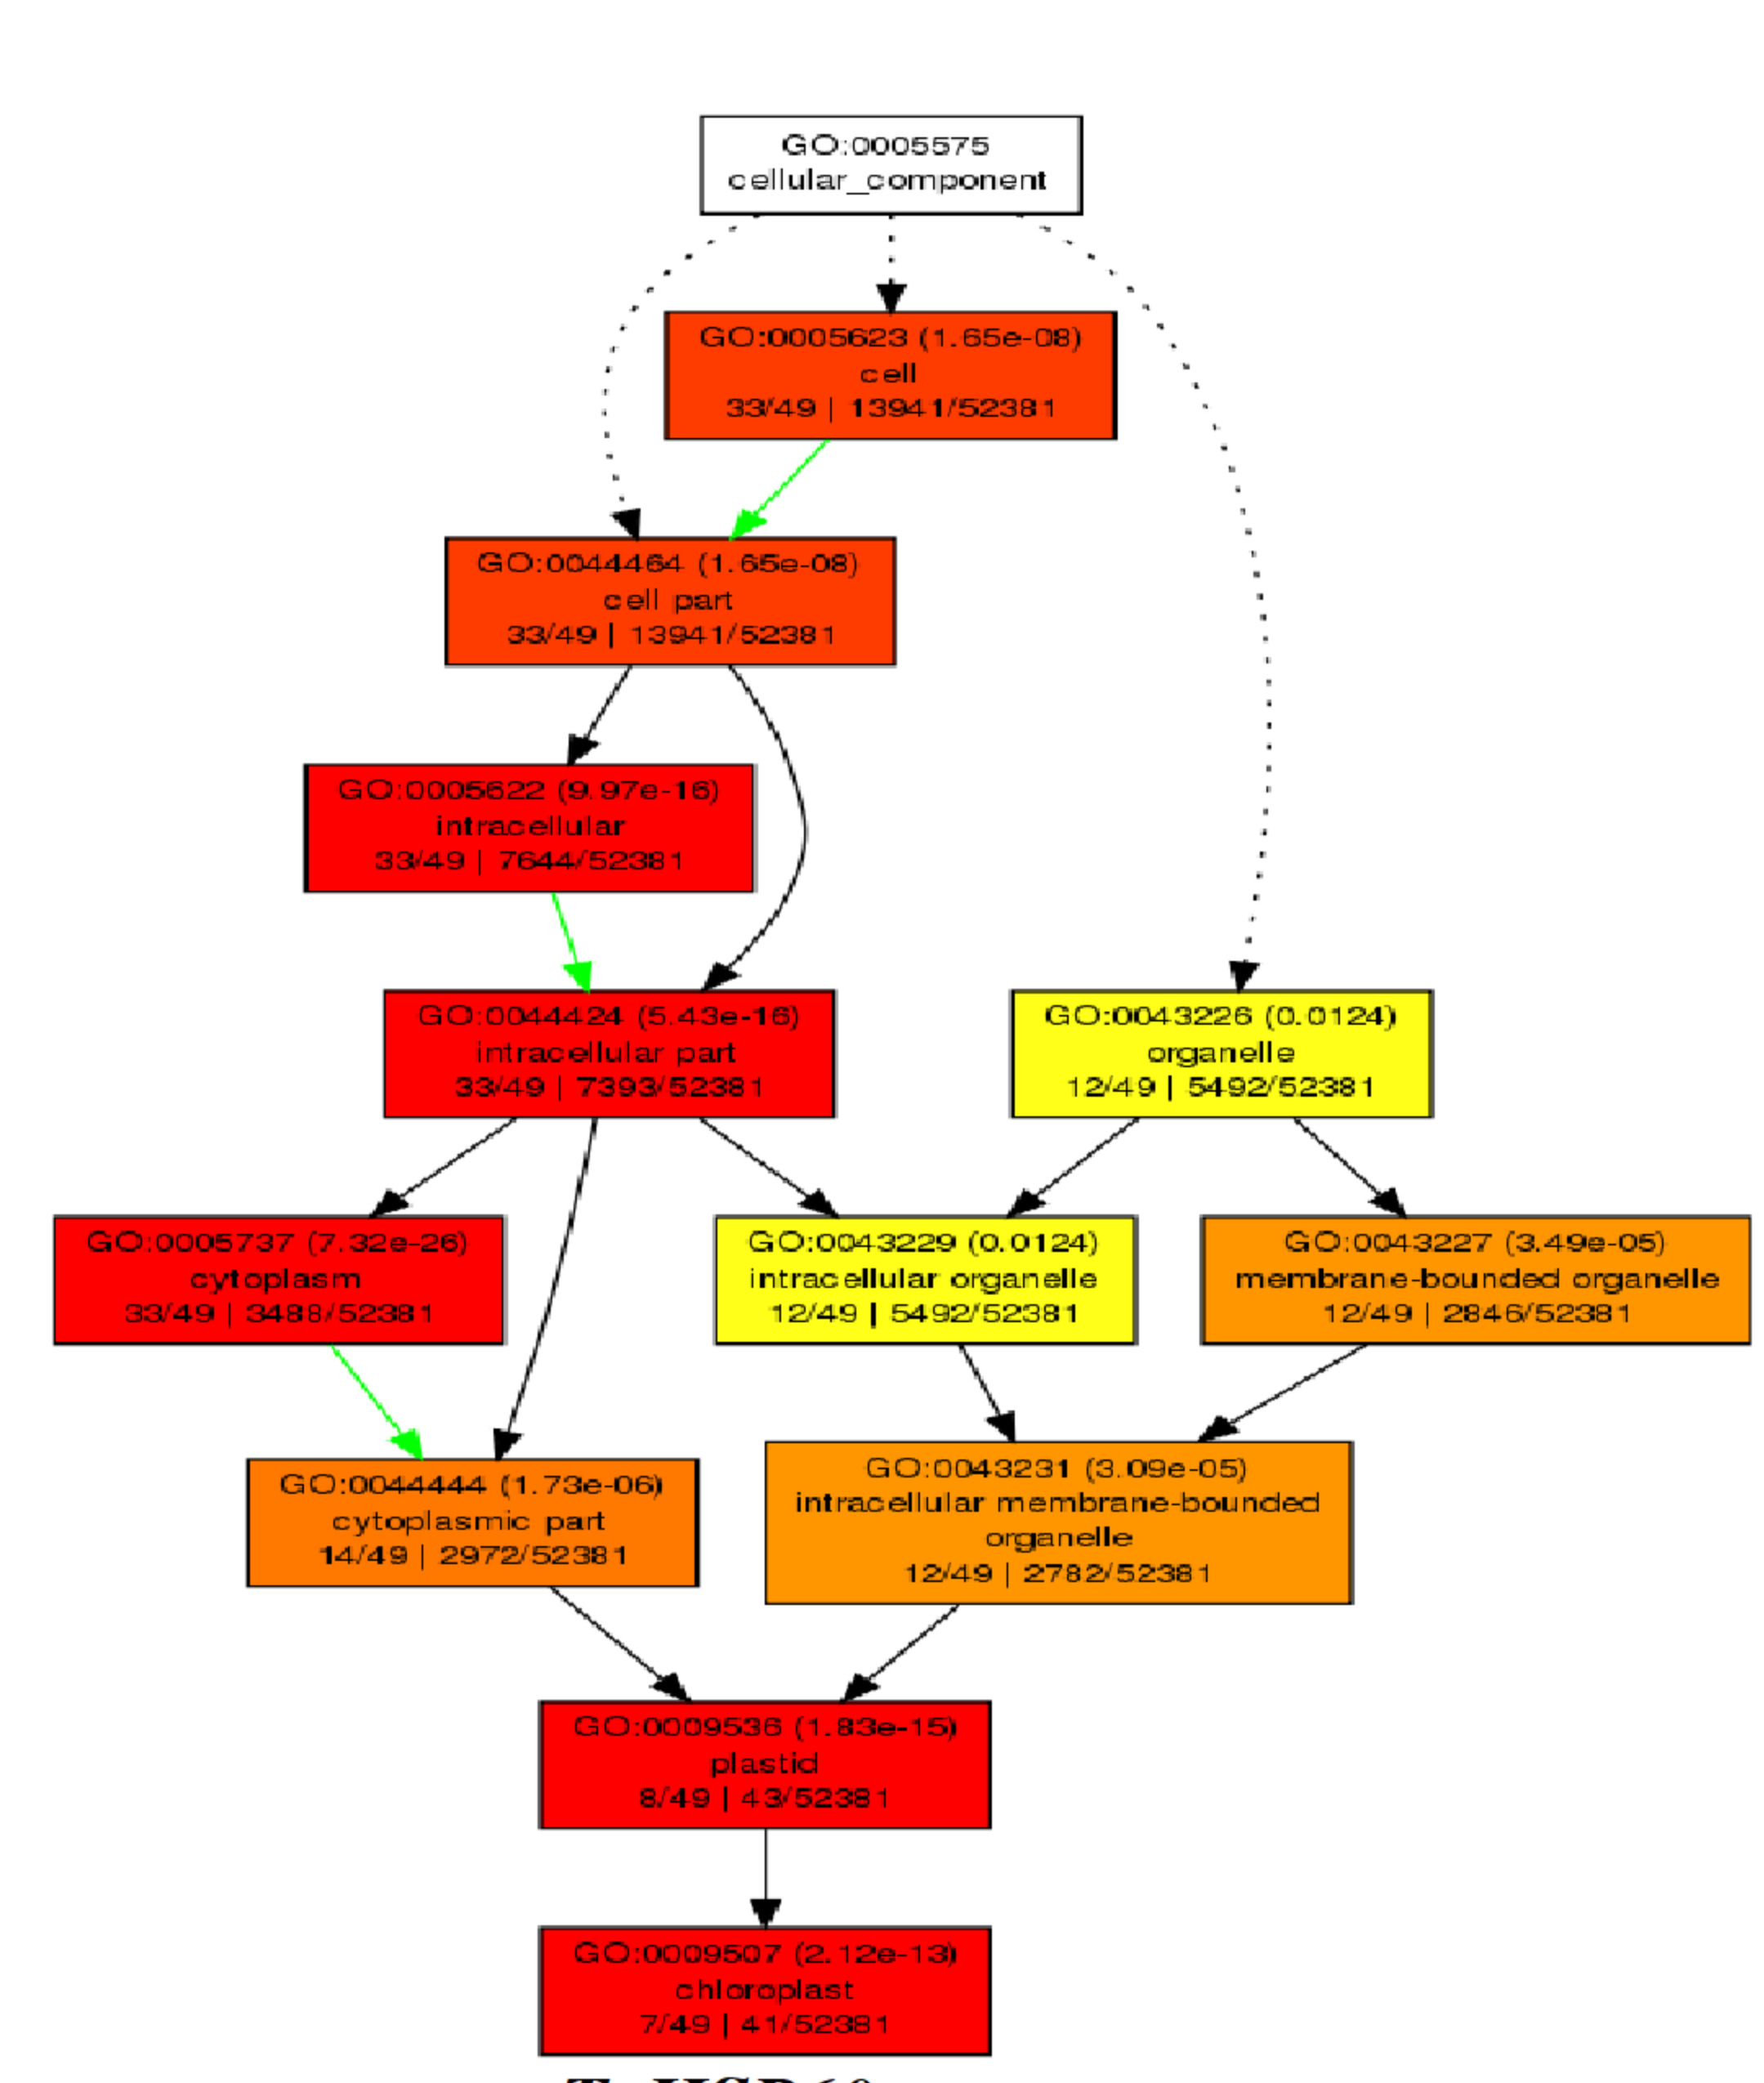 GO:0005575
cellular_component
GO:0005623 (1.65e-08)
cell
33/49 | 13941/52381
GO:0044464 (1.65e-08)
cell part
33/49 | 13941/52381
GO:0005622 (9.97e-16)
intracellular
33/49 | 7644/52381
GO:0044424 (5.43e-16)
intracellular part
33/49 | 7393/52381
GO:0043226 (0.0124)
organelle
12/49 | 5492/52381
GO:0005737 (7.32e-26)
cytoplasm
33/49 | 3488/52381
GO:0043229 (0.0124)
intracellular organelle
12/49 | 5492/52381
GO:0043227 (3.49e-05)
membrane-bounded organelle
12/49 | 2846/52381
GO:0044444 (1.73e-06)
cytoplasmic part
14/49 | 2972/52381
GO:0043231 (3.09e-05)
intracellular membrane-bounded
organelle
12/49 | 2782/52381
GO:0009536 (1.83e-15)
plastid
8/49 | 43/52381
GO:0009507 (2.12e-13)
chloroplast
7/49 | 41/52381